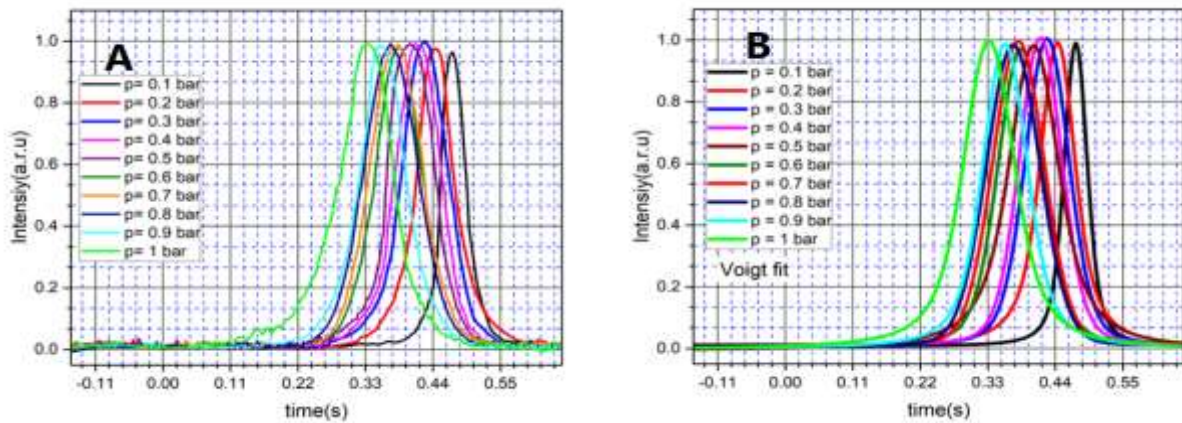 A
1.0
0.8
0.6
0.4
0.2
0.0
Intensiy(a.r.u)
p= 0.1 bar
p= 0.2 bar
p= 0.3 bar
p= 0.4 bar
p= 0.5 bar
p= 0.6 bar
p= 0.7 bar
p= 0.8 bar
p= 0.9 bar
p= 1 bar
-0.11 0.00 0.11 0.22 0.33 0.44 0.55
time(s)
B
1.0
0.8
0.6
0.4
0.2
0.0
Intensiy(a.r.u)
p = 0.1 bar
p = 0.2 bar
p = 0.3 bar
p = 0.4 bar
p = 0.5 bar
p = 0.6 bar
p = 0.7 bar
p = 0.8 bar
p = 0.9 bar
p = 1 bar
Voigt fit
-0.11 0.00 0.11 0.22 0.33 0.44 0.55
time(s)